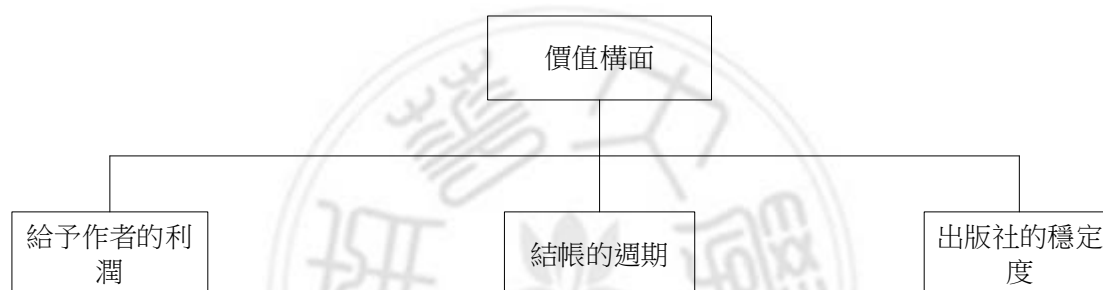 價值構面
給予作者的利
潤
結帳的週期
出版社的穩定
度